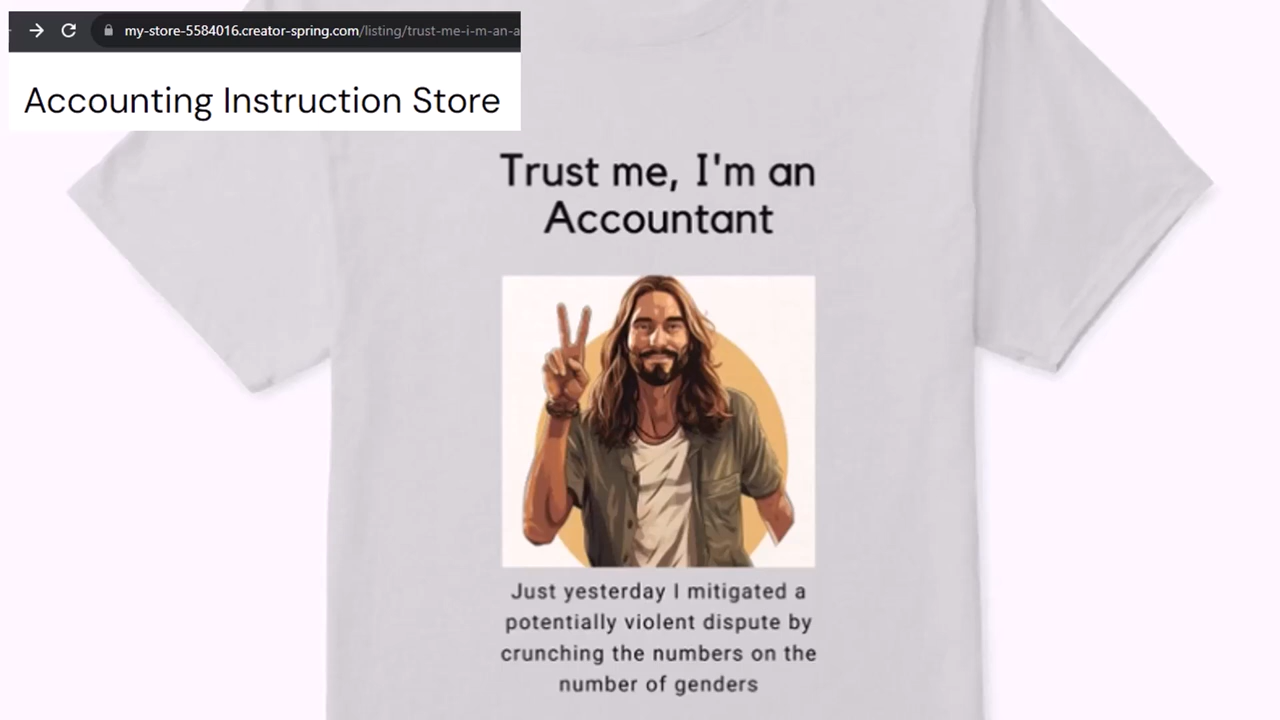 my-store-5584016.creator-spring.com/listing/trust-me-i-m-an-a
Accounting Instruction Store
Trust me, I'm an
Accountant
Just yesterday I mitigated a
potentially violent dispute by
crunching the numbers on the
number of genders